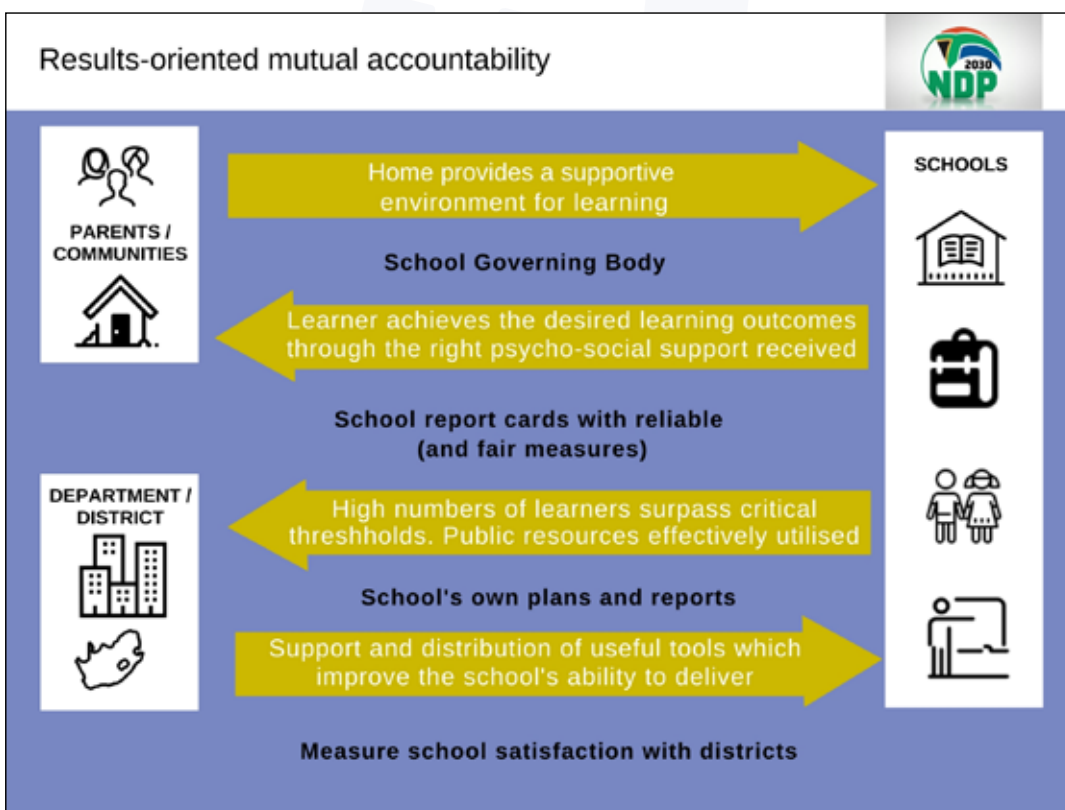 Results-oriented mutual accountability
2030
NDP
PARENTS /
COMMUNITIES
Home provides a supportive
environment for learning
SCHOOLS
School Governing Body
Learner achieves the desired learning outcomes
through the right psycho-social support received
School report cards with reliable
(and fair measures)
DEPARTMENT /
DISTRICT
High numbers of learners surpass critical
threshholds. Public resources effectively utilised
School's own plans and reports
Support and distribution of useful tools which
improve the school's ability to deliver
Measure school satisfaction with districts